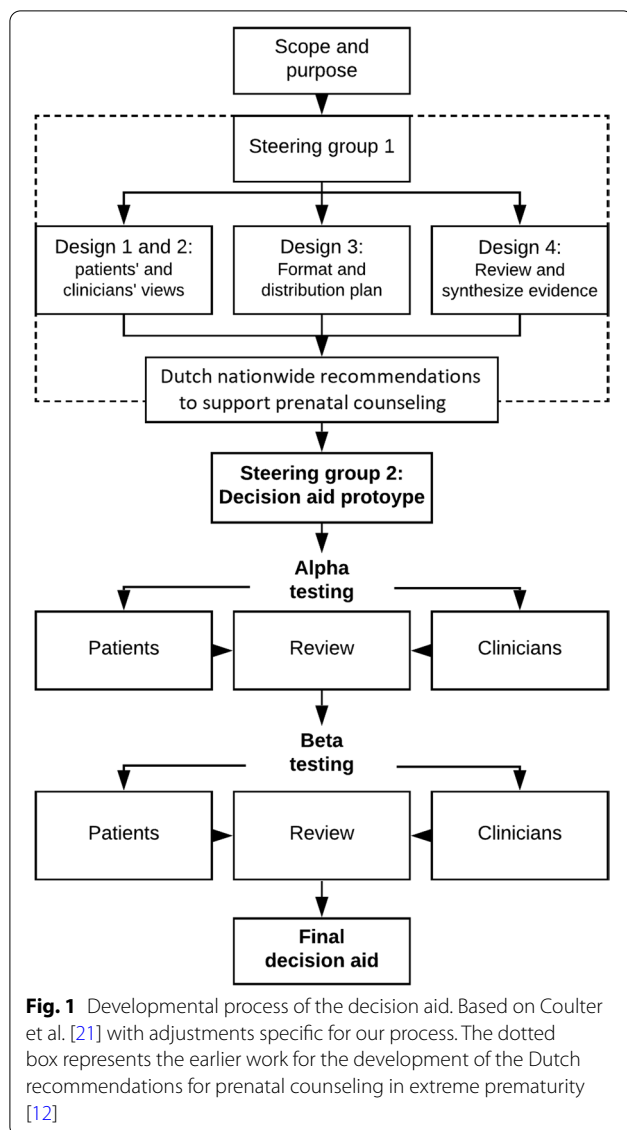 Scope and
purpose
Steering group 1
Design 1 and 2:
patients' and
clinicians' views
Design 3:
Format and
distribution plan
Design 4:
Review and
synthesize evidence
Dutch nationwide recommendations
to support prenatal counseling
Steering group 2:
Decision aid protoype
Alpha
testing
Patients
Review
Clinicians
Beta
testing
Patients
Review
Clinicians
Final
decision aid
Fig. 1 Developmental process of the decision aid. Based on Coulter
et al. [21] with adjustments specific for our process. The dotted
box represents the earlier work for the development of the Dutch
recommendations for prenatal counseling in extreme prematurity
[12]